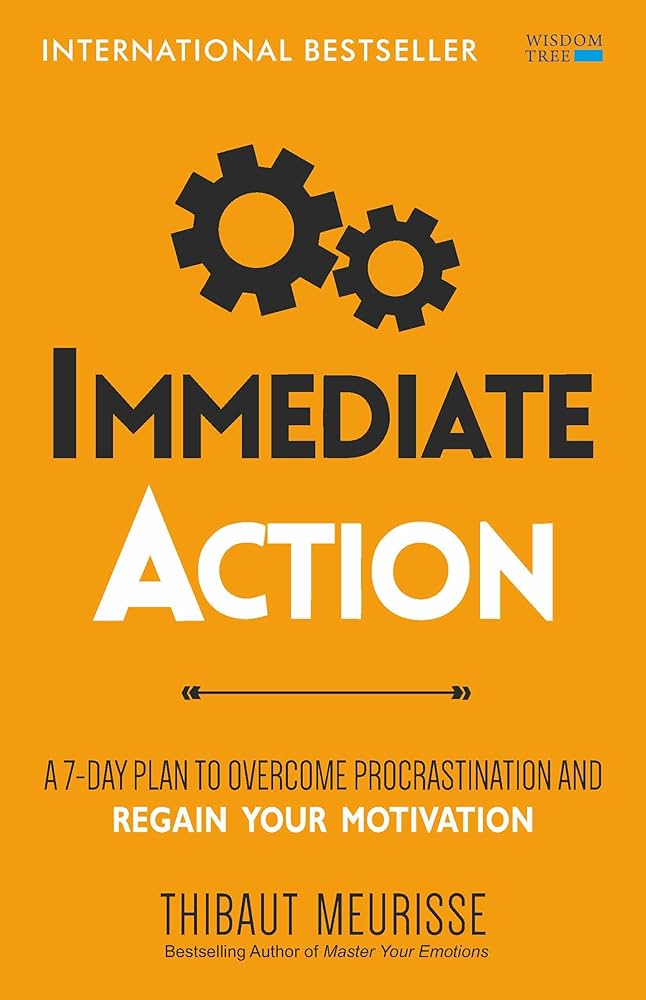 INTERNATIONAL BESTSELLER
WISDOM
TREE
IMMEDIATE
ACTION
A 7-DAY PLAN TO OVERCOME PROCRASTINATION AND
REGAIN YOUR MOTIVATION
THIBAUT MEURISSE
Bestselling Author of Master Your Emotions